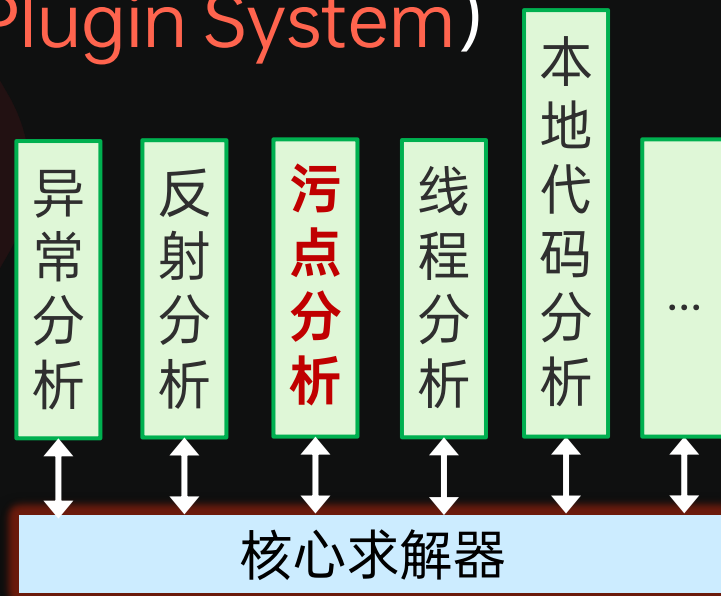 Plugin System）
异常分析
反射分析
污点分析
线程分析
本地代码分析
...
核心求解器